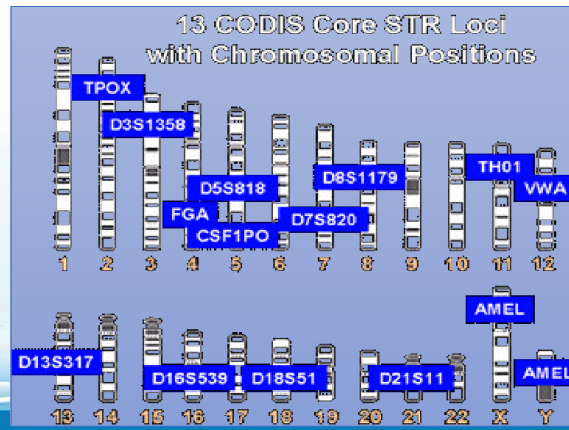 13 CODIS Core STR Loci
with Chromosomal Positions
TPOX
D3S1358
TH01
D8S1179
VWA
D5S818
FGA
D7S820
CSF1PO
1 2 3 4 5 6 7 8 9 10 11 12
AMEL
D13S317
D16S539 D18S51 D21S11 AMEL
13 14 15 16 17 18 19 20 21 22 X Y